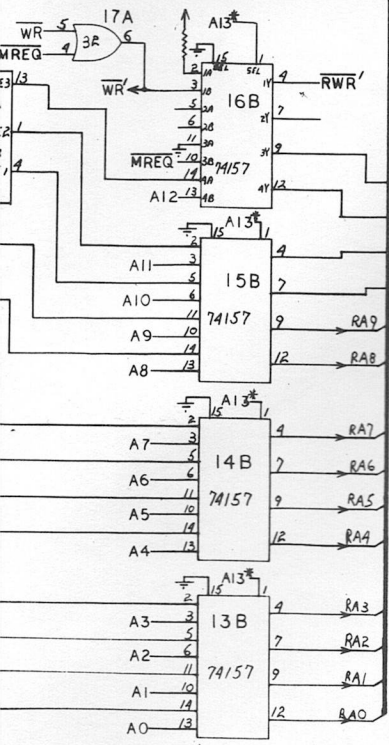 17A
WR 5
MREQ 4
32 6
WR'
A13*
15 1
SEL
2 1A
3 1B
5 2A
6 2B
11 3A
MREQ 10 3B
14 4A
A12 13 4B
16B
74157
1Y 4 RWR'
2Y 7
3Y 9
4Y 12
E3 13
E2 1
1 4
A13*
15 1
2
A11 3
5
A10 6
11
A9 10
14
A8 13
15B
74157
4
7
9 RA9
12 RA8
A13*
15 1
2
A7 3
5
A6 6
11
A5 10
14
A4 13
14B
74157
4 RA7
7 RA6
9 RA5
12 RA4
A13*
15 1
2
A3 3
5
A2 6
11
A1 10
14
A0 13
13B
74157
4 RA3
7 RA2
9 RA1
12 RA0